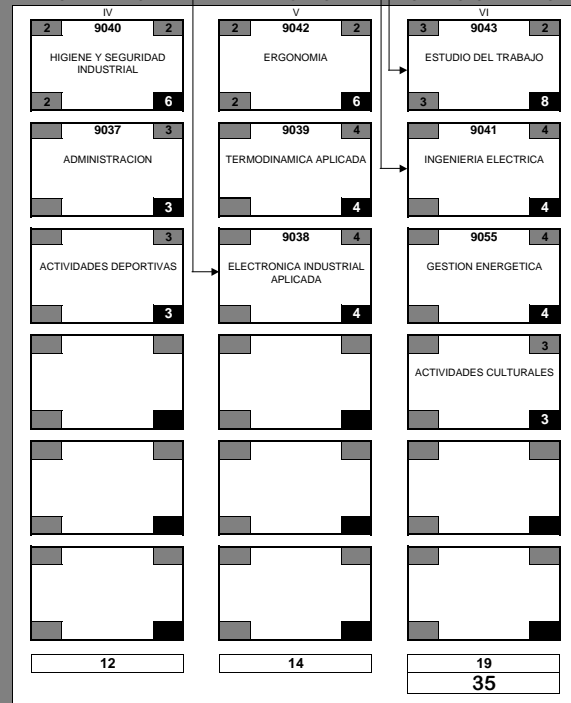 IV
2 9040 2
HIGIENE Y SEGURIDAD
INDUSTRIAL
2 6
9037 3
ADMINISTRACION
3
3
ACTIVIDADES DEPORTIVAS
3
12
V
2 9042 2
ERGONOMIA
2 6
9039 4
TERMODINAMICA APLICADA
4
9038 4
ELECTRONICA INDUSTRIAL
APLICADA
4
14
VI
3 9043 2
ESTUDIO DEL TRABAJO
3 8
9041 4
INGENIERIA ELECTRICA
4
9055 4
GESTION ENERGETICA
4
3
ACTIVIDADES CULTURALES
3
19
35